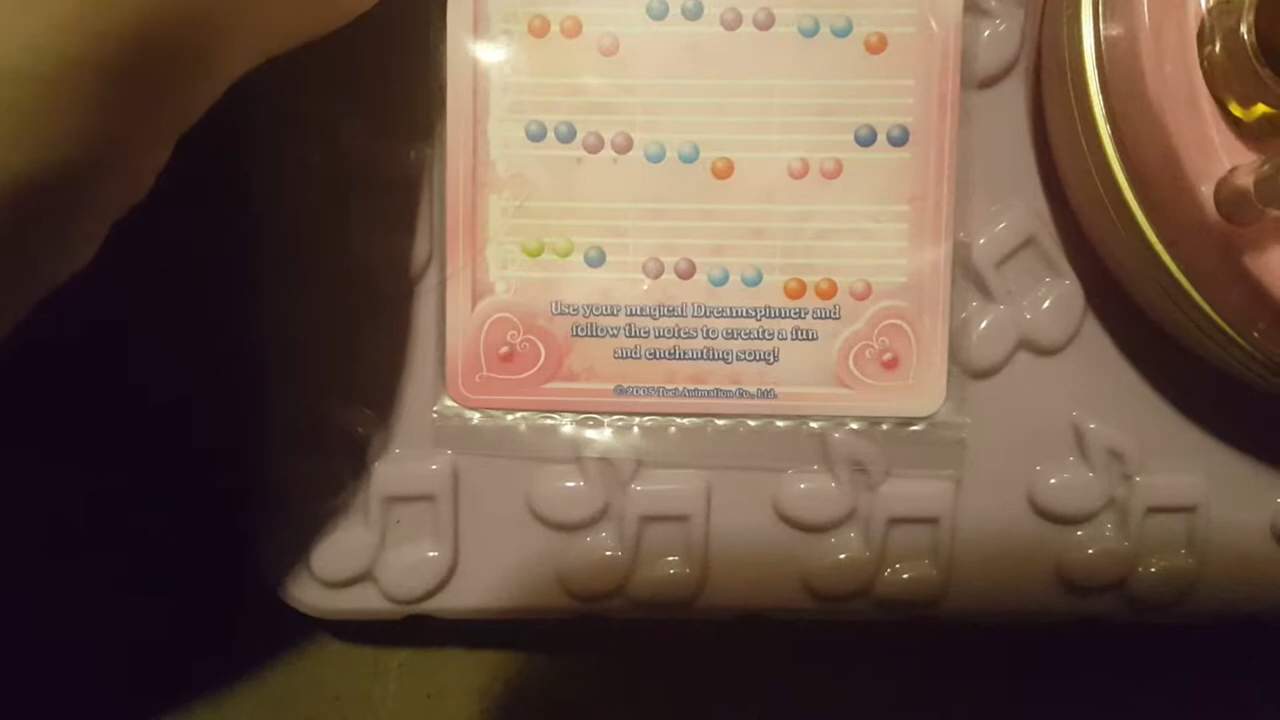 Use your magical Dreamspinner and
follow the notes to create a fun
and enchanting song!
© 2005 Toei Animation Co., Ltd.